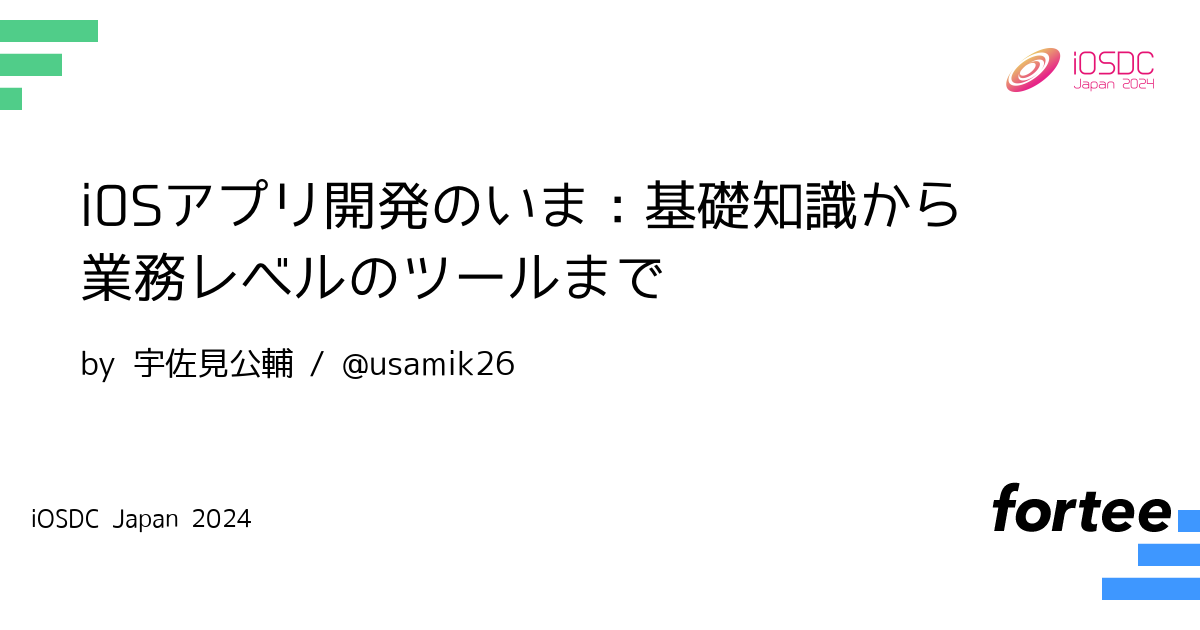 iOSDC
Japan 2024
iOSアプリ開発のいま：基礎知識から
業務レベルのツールまで
by 宇佐見公輔 / @usamik26
iOSDC Japan 2024
fortee